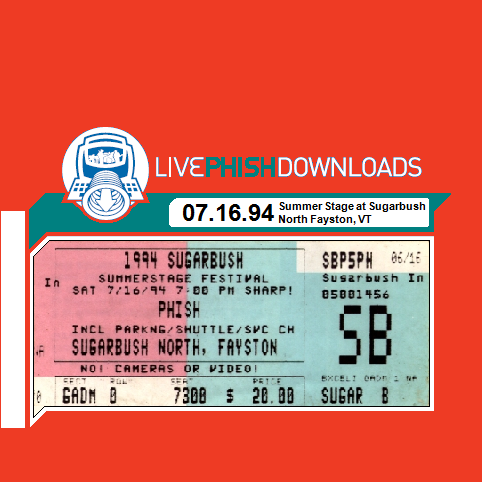 LIVEPHISHDOWNLOADS
07.16.94
Summer Stage at Sugarbush
North Fayston, VT
1994 SUGARBUSH
SUMMERSTAGE FESTIVAL
SAT 7/16/94 7:00 PM SHARP!
PHISH
INCL PARKNG/SHUTTLE/SVC CH
SUGARBUSH NORTH, FAYSTON
NO! CAMERAS OR VIDEO!
SECT ROW SEAT PRICE
GADM 0 7300 $ 20.00
In
SBP5PH 06/15
Sugarbush In
SB
SUGAR B